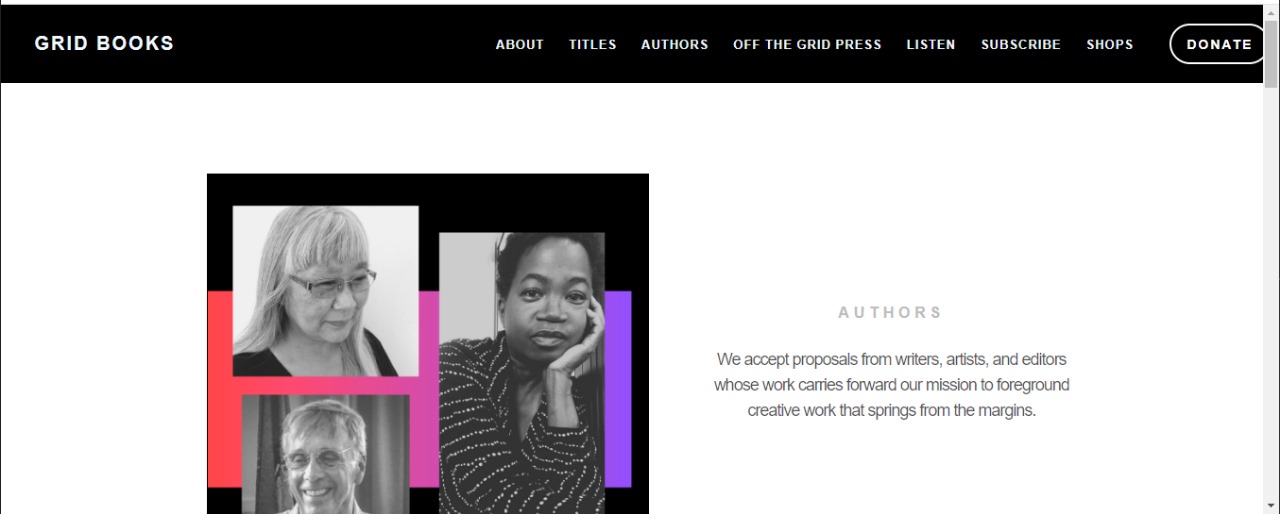 GRID BOOKS
ABOUT TITLES AUTHORS OFF THE GRID PRESS LISTEN SUBSCRIBE SHOPS DONATE
AUTHORS
We accept proposals from writers, artists, and editors
whose work carries forward our mission to foreground
creative work that springs from the margins.